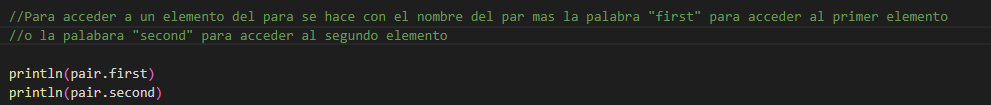 //Para acceder a un elemento del para se hace con el nombre del par mas la palabra "first" para acceder al primer elemento
//o la palabara "second" para acceder al segundo elemento
println(pair.first)
println(pair.second)